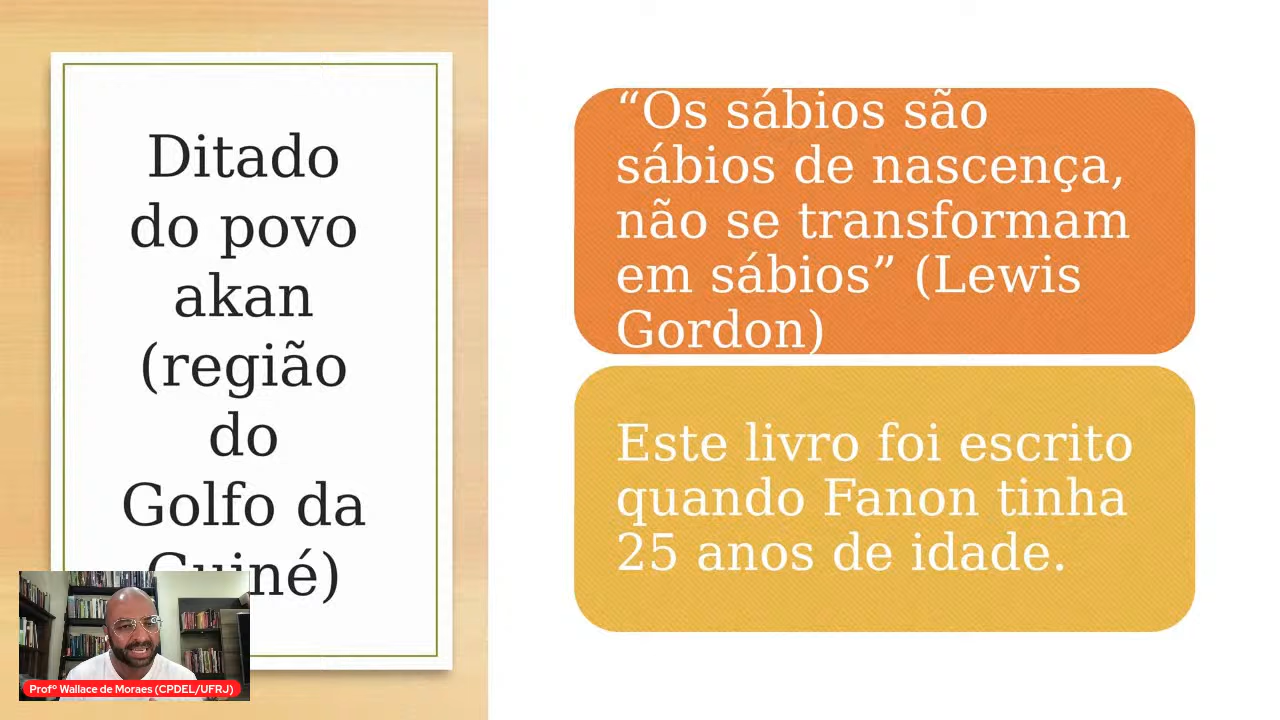 Ditado
do povo
akan
(região
do
Golfo da
Guiné)
“Os sábios são
sábios de nascença,
não se transformam
em sábios” (Lewis
Gordon)
Este livro foi escrito
quando Fanon tinha
25 anos de idade.
Profº Wallace de Moraes (CPDEL/UFRJ)